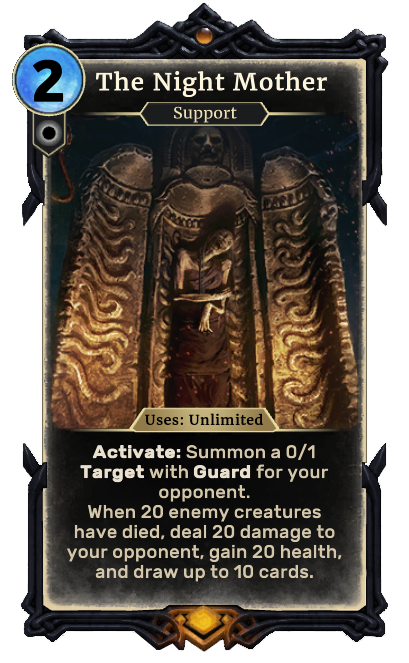 2
The Night Mother
Support
Uses: Unlimited
Activate: Summon a 0/1
Target with Guard for your
opponent.
When 20 enemy creatures
have died, deal 20 damage to
your opponent, gain 20 health,
and draw up to 10 cards.